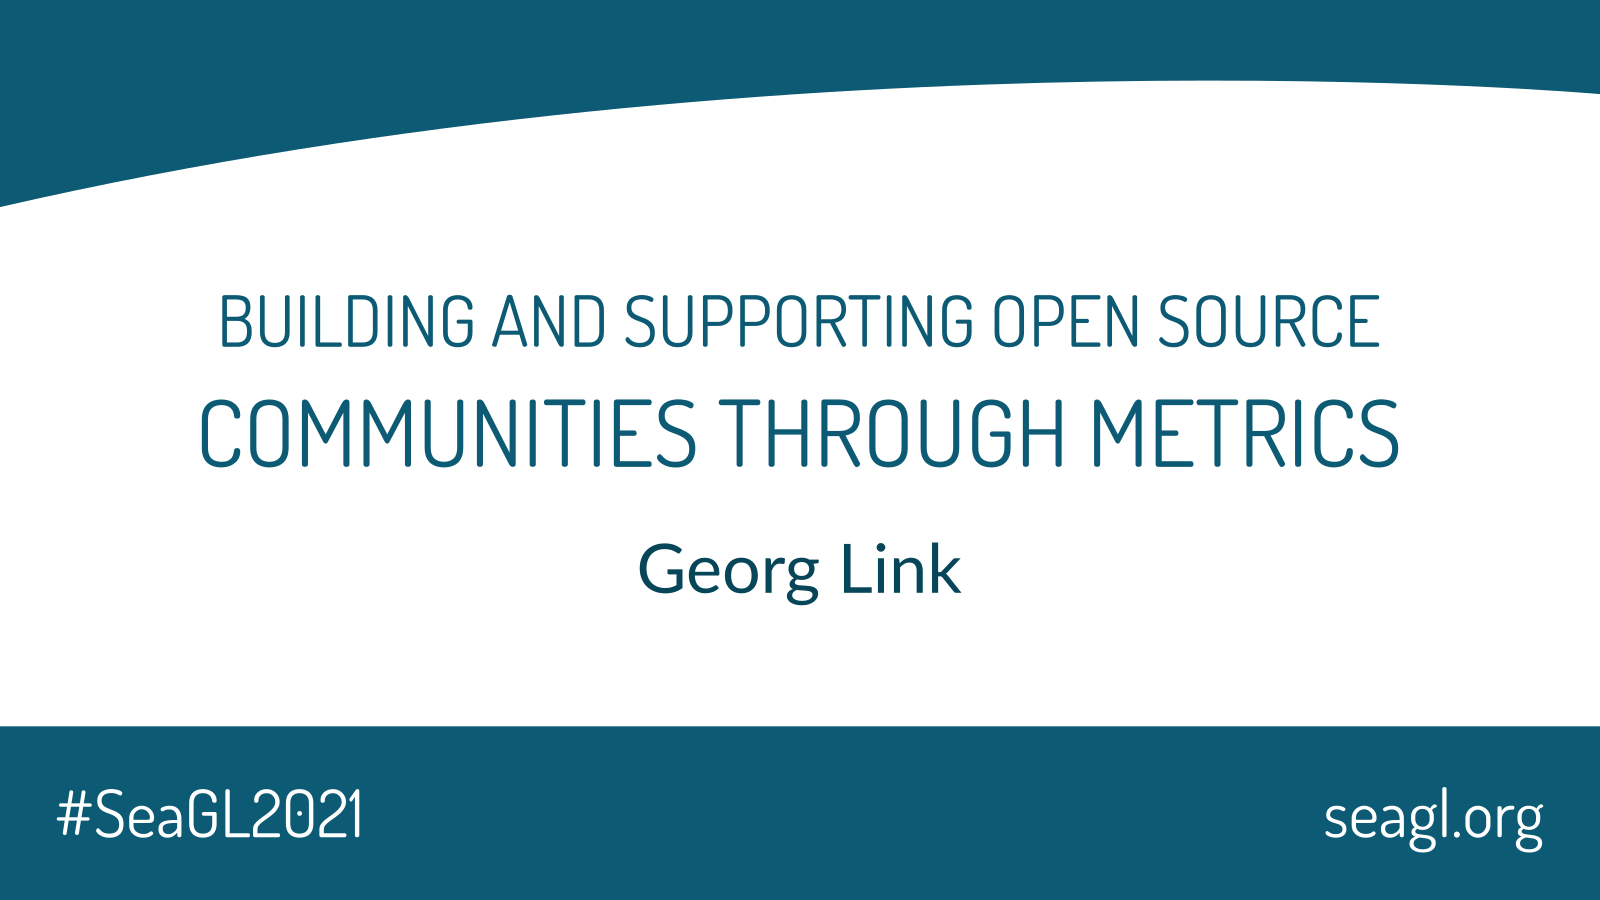 BUILDING AND SUPPORTING OPEN SOURCE
COMMUNITIES THROUGH METRICS
Georg Link
#SeaGL2021
seagl.org